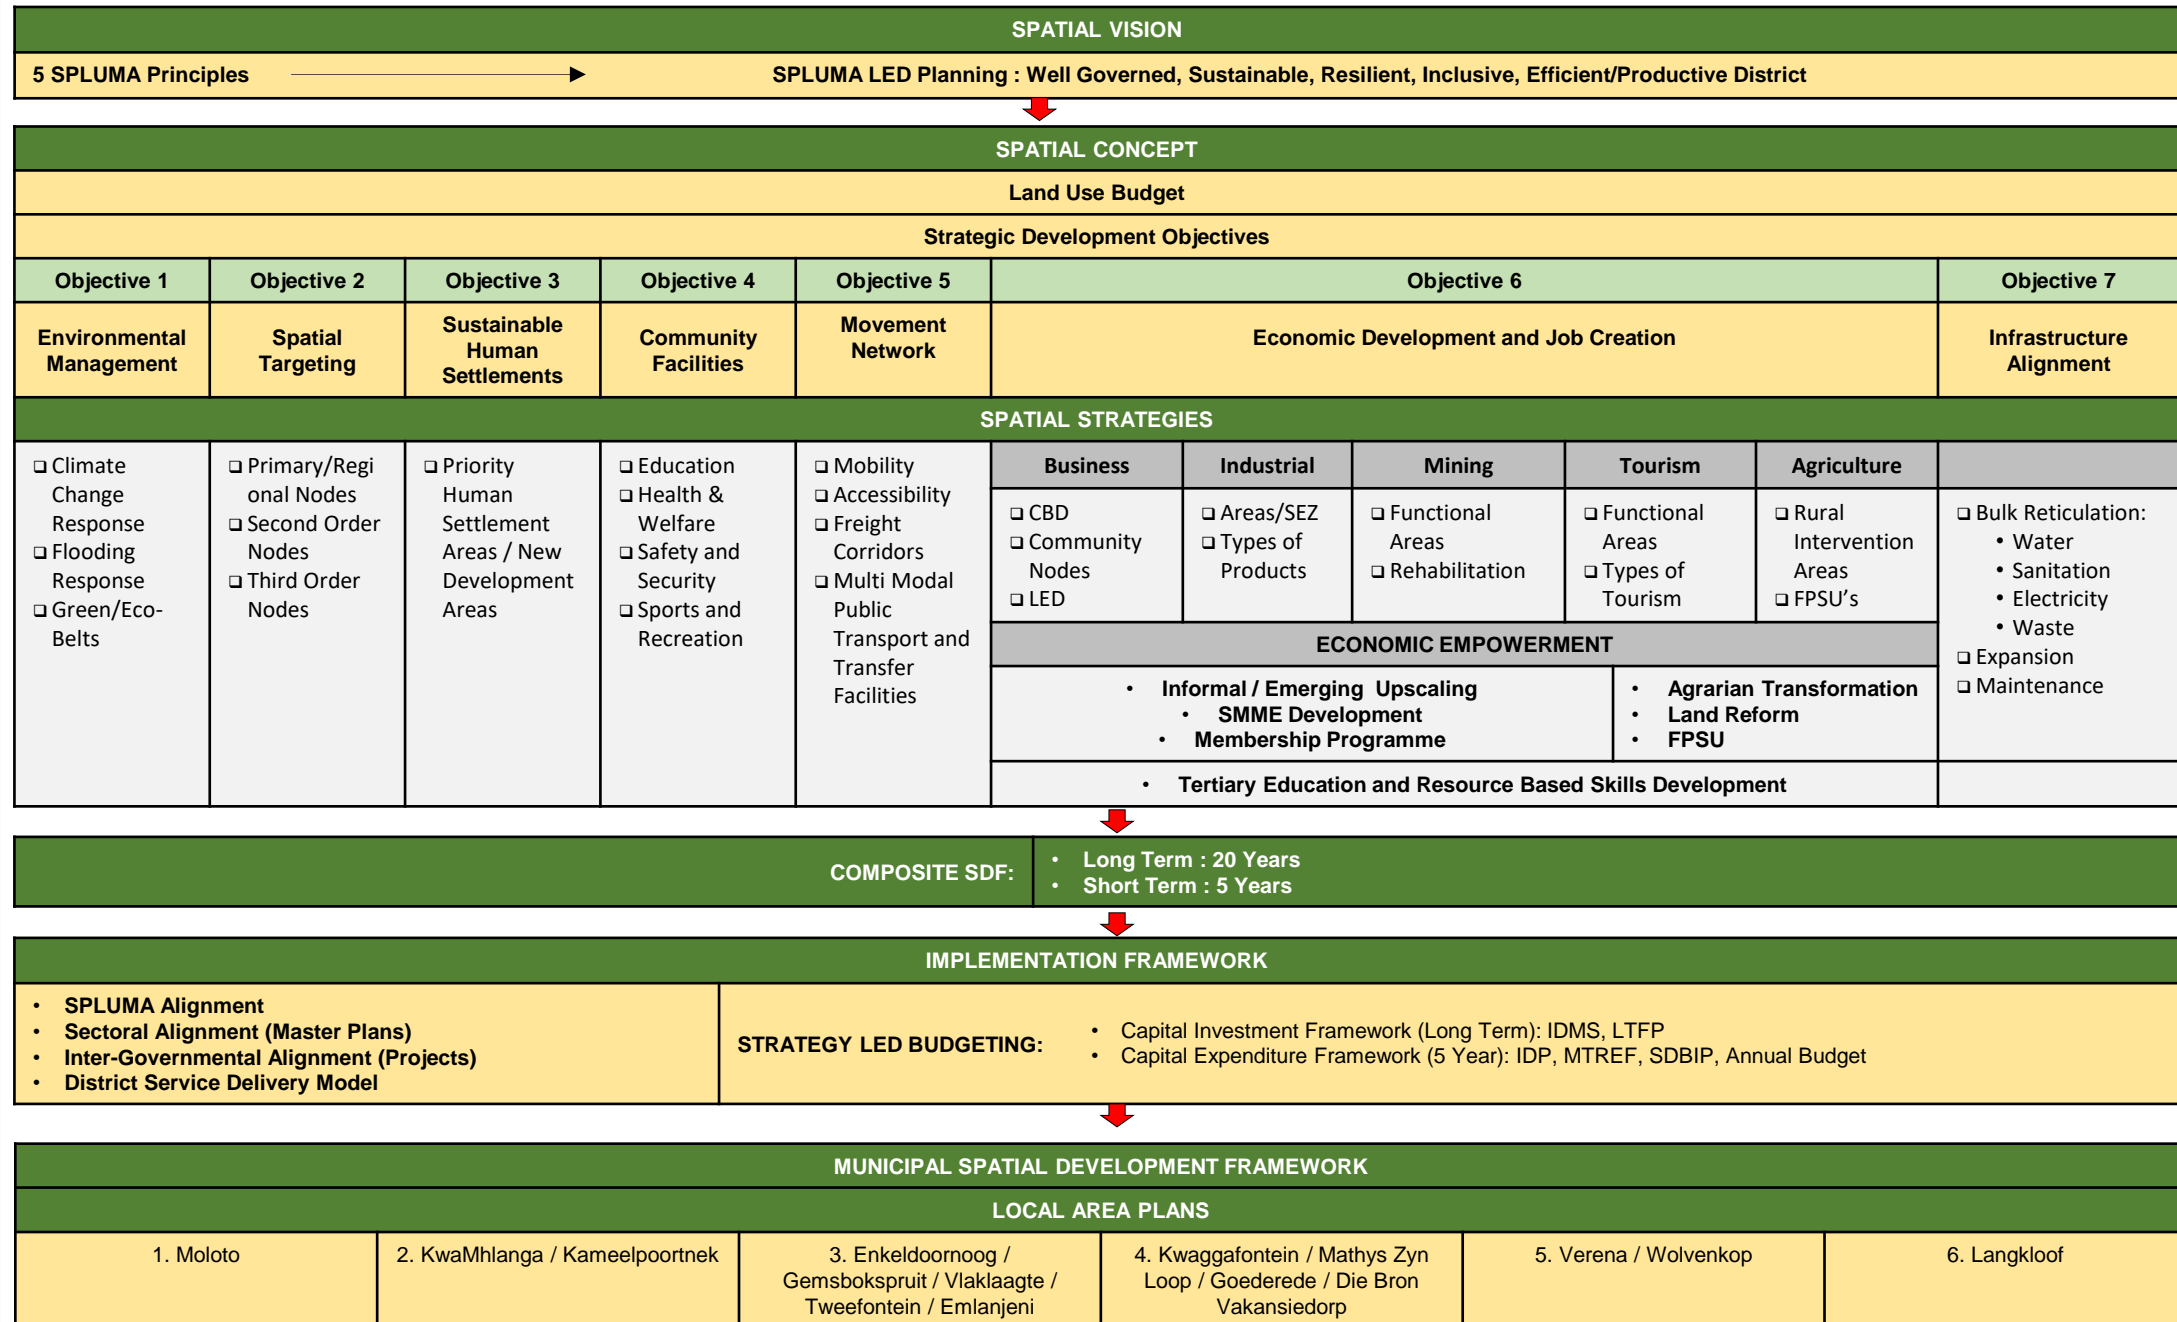 SPATIAL VISION
5 SPLUMA Principles
SPLUMA LED Planning : Well Governed, Sustainable, Resilient, Inclusive, Efficient/Productive District
SPATIAL CONCEPT
Land Use Budget
Strategic Development Objectives
Objective 1
Objective 2
Objective 3
Objective 4
Objective 5
Objective 6
Objective 7
Environmental
Management
Spatial
Targeting
Sustainable
Human
Settlements
Community
Facilities
Movement
Network
Economic Development and Job Creation
Infrastructure
Alignment
SPATIAL STRATEGIES
❑ Climate
Change
Response
❑ Flooding
Response
❑ Green/Eco-
Belts
❑ Primary/Regi
onal Nodes
❑ Second Order
Nodes
❑ Third Order
Nodes
❑ Priority
Human
Settlement
Areas / New
Development
Areas
❑ Education
❑ Health &
Welfare
❑ Safety and
Security
❑ Sports and
Recreation
❑ Mobility
❑ Accessibility
❑ Freight
Corridors
❑ Multi Modal
Public
Transport and
Transfer
Facilities
Business
Industrial
Mining
Tourism
Agriculture
❑ CBD
❑ Community
Nodes
❑ LED
❑ Areas/SEZ
❑ Types of
Products
❑ Functional
Areas
❑ Rehabilitation
❑ Functional
Areas
❑ Types of
Tourism
❑ Rural
Intervention
Areas
❑ FPSU's
ECONOMIC EMPOWERMENT
• Informal / Emerging Upscaling
• SMME Development
• Membership Programme
• Agrarian Transformation
• Land Reform
• FPSU
• Tertiary Education and Resource Based Skills Development
❑ Bulk Reticulation:
• Water
• Sanitation
• Electricity
• Waste
❑ Expansion
❑ Maintenance
COMPOSITE SDF:
• Long Term : 20 Years
• Short Term : 5 Years
IMPLEMENTATION FRAMEWORK
• SPLUMA Alignment
• Sectoral Alignment (Master Plans)
• Inter-Governmental Alignment (Projects)
• District Service Delivery Model
STRATEGY LED BUDGETING:
• Capital Investment Framework (Long Term): IDMS, LTFP
• Capital Expenditure Framework (5 Year): IDP, MTREF, SDBIP, Annual Budget
MUNICIPAL SPATIAL DEVELOPMENT FRAMEWORK
LOCAL AREA PLANS
1. Moloto
2. KwaMhlanga / Kameelpoortnek
3. Enkeldoornoog /
Gemsbokspruit / Vlaklaagte /
Tweefontein / Emlanjeni
4. Kwaggafontein / Mathys Zyn
Loop / Goederede / Die Bron
Vakansiedorp
5. Verena / Wolvenkop
6. Langkloof